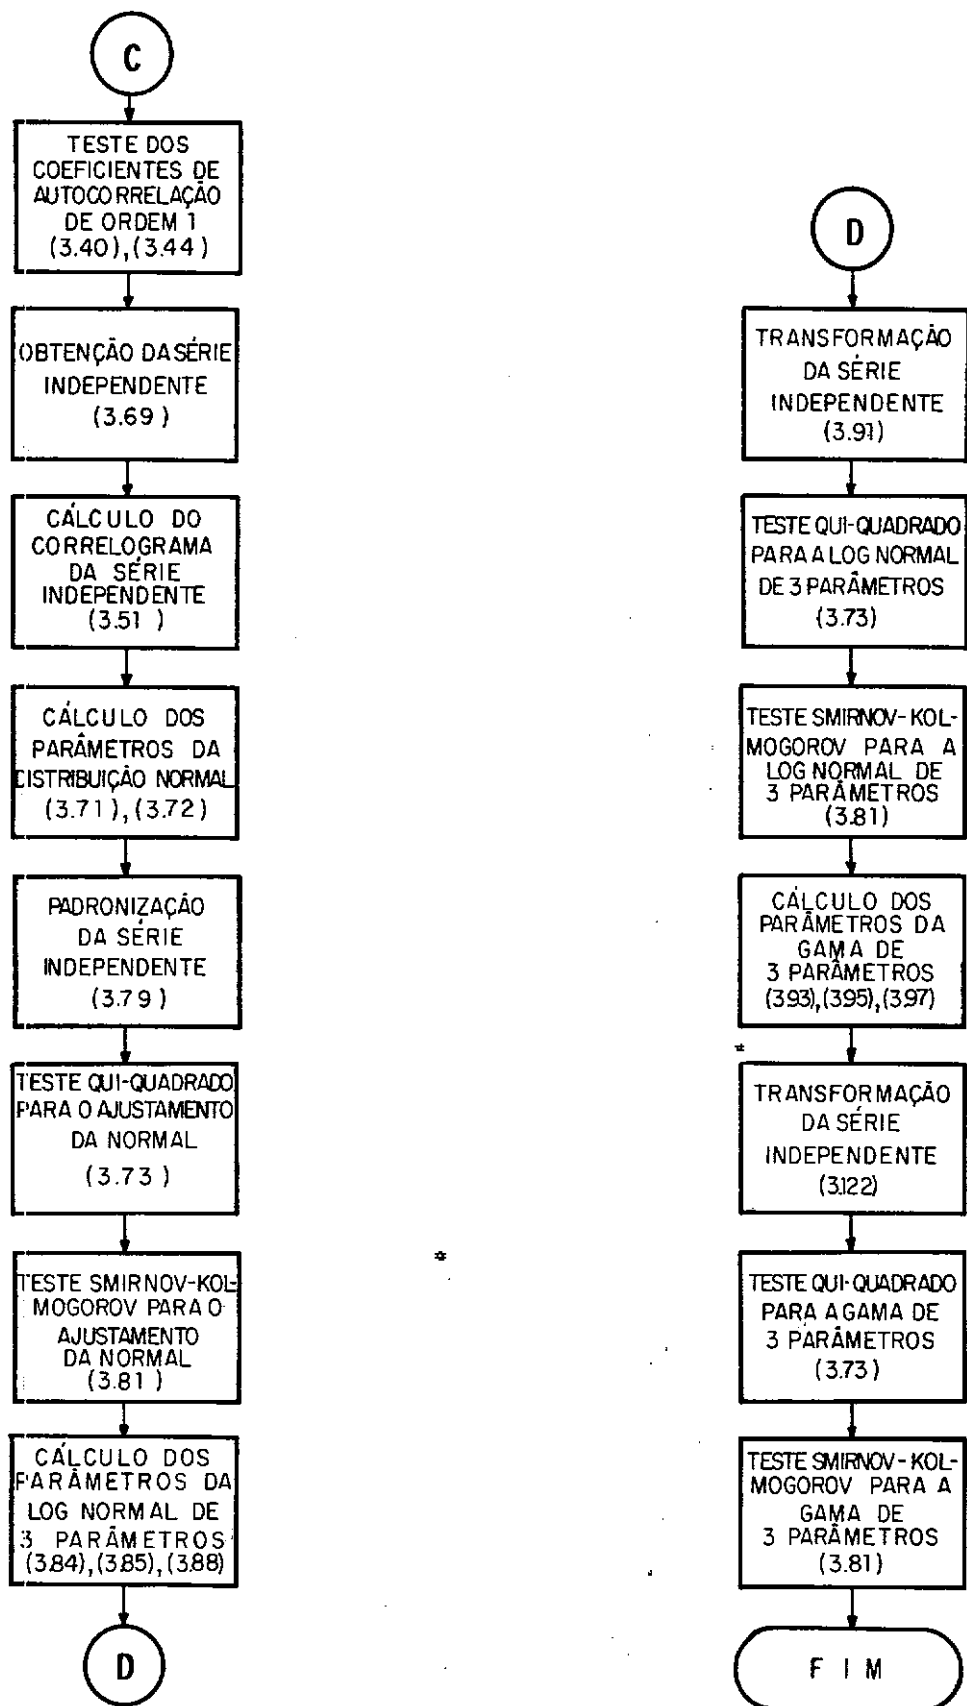 C
TESTE DOS
COEFICIENTES DE
AUTOCORRELAÇÃO
DE ORDEM 1
(3.40),(3.44)
OBTENÇÃO DA SÉRIE
INDEPENDENTE
(3.69)
CÁLCULO DO
CORRELOGRAMA
DA SÉRIE
INDEPENDENTE
(3.51)
CÁLCULO DOS
PARÂMETROS DA
DISTRIBUIÇÃO NORMAL
(3.71),(3.72)
PADRONIZAÇÃO
DA SÉRIE
INDEPENDENTE
(3.79)
TESTE QUI-QUADRADO
PARA O AJUSTAMENTO
DA NORMAL
(3.73)
TESTE SMIRNOV-KOL-
MOGOROV PARA O
AJUSTAMENTO
DA NORMAL
(3.81)
CÁLCULO DOS
PARÂMETROS DA
LOG NORMAL DE
3 PARÂMETROS
(3.84),(3.85),(3.88)
D
D
TRANSFORMAÇÃO
DA SÉRIE
INDEPENDENTE
(3.91)
TESTE QUI-QUADRADO
PARA A LOG NORMAL
DE 3 PARÂMETROS
(3.73)
TESTE SMIRNOV-KOL-
MOGOROV PARA A
LOG NORMAL DE
3 PARÂMETROS
(3.81)
CÁLCULO DOS
PARÂMETROS DA
GAMA DE
3 PARÂMETROS
(3.93),(3.95),(3.97)
TRANSFORMAÇÃO
DA SÉRIE
INDEPENDENTE
(3.122)
TESTE QUI-QUADRADO
PARA A GAMA DE
3 PARÂMETROS
(3.73)
TESTE SMIRNOV-KOL-
MOGOROV PARA A
GAMA DE
3 PARÂMETROS
(3.81)
FIM